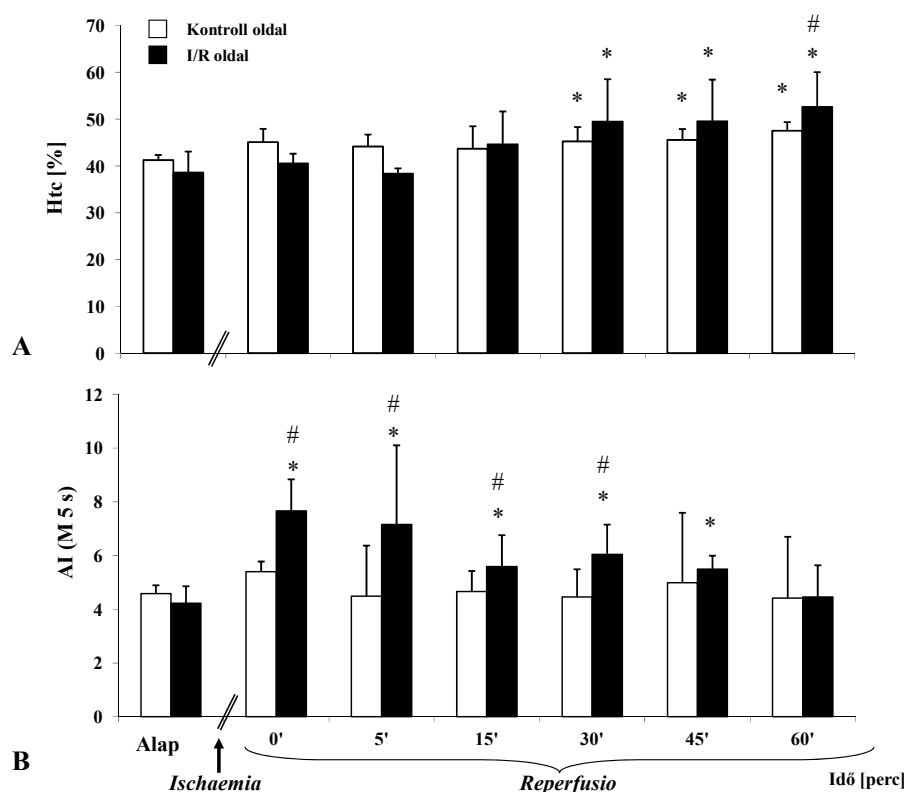 70
60
50
40
30
20
10
0
Htc [%]
Kontroll oldal
I/R oldal
* * * * * #
*
A
12
10
8
6
4
2
0
AI (M 5 s)
# # # #
* * * * *
B
Alap 0' 5' 15' 30' 45' 60'
Ischaemia Reperfusio Idő [perc]